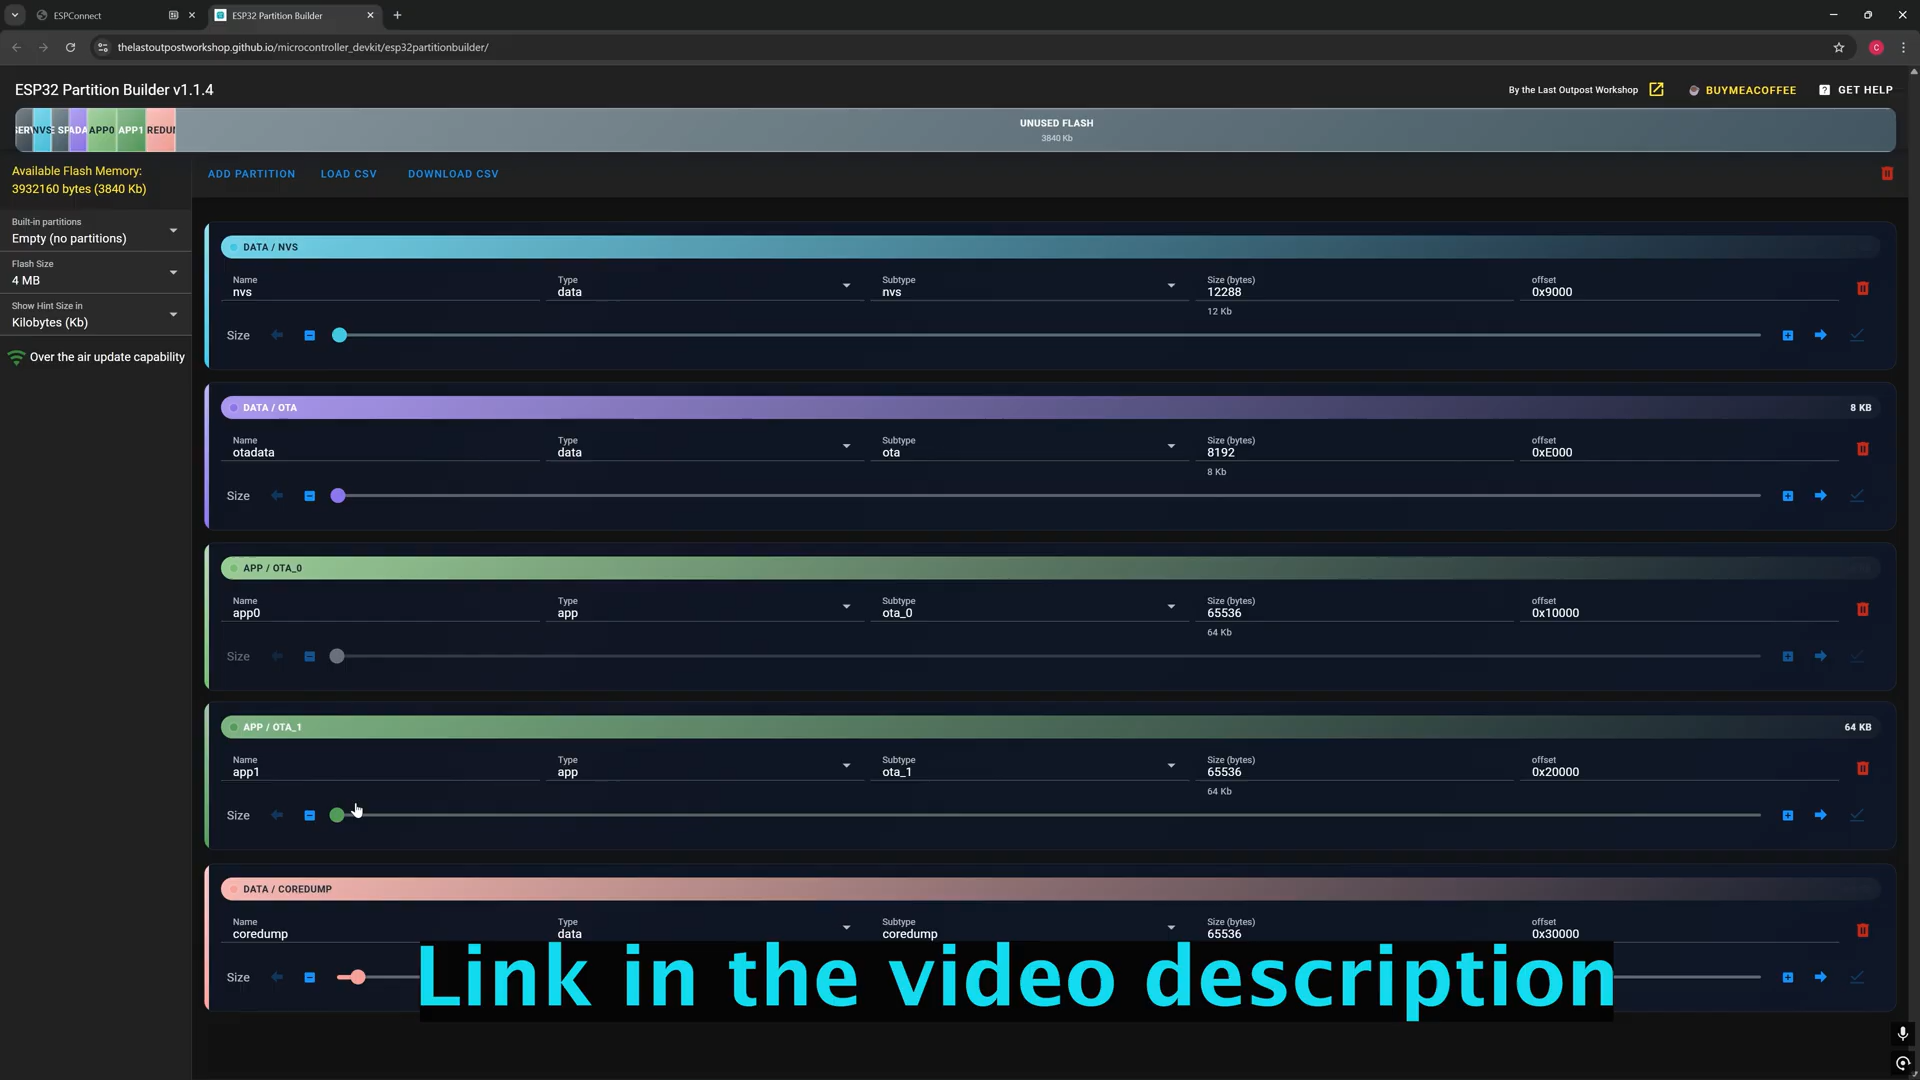 ESPConnect
ESP32 Partition Builder
thelastoutpostworkshop.github.io/microcontroller_devkit/esp32partitionbuilder/
C
ESP32 Partition Builder v1.1.4
By the Last Outpost Workshop
BUYMEACOFFEE
GET HELP
NVS
APP0
APP1
UNUSED FLASH
3840 Kb
Available Flash Memory:
3932160 bytes (3840 Kb)
ADD PARTITION
LOAD CSV
DOWNLOAD CSV
Built-in partitions
Empty (no partitions)
Flash Size
4 MB
Show Hint Size in
Kilobytes (Kb)
Over the air update capability
DATA / NVS
Name
Type
Subtype
Size (bytes)
offset
nvs
data
nvs
12288
0x9000
12 Kb
Size
DATA / OTA
8 KB
Name
Type
Subtype
Size (bytes)
offset
otadata
data
ota
8192
0xE000
8 Kb
Size
APP / OTA_0
Name
Type
Subtype
Size (bytes)
offset
app0
app
ota_0
65536
0x10000
64 Kb
Size
APP / OTA_1
64 KB
Name
Type
Subtype
Size (bytes)
offset
app1
app
ota_1
65536
0x20000
64 Kb
Size
DATA / COREDUMP
Name
Type
Subtype
Size (bytes)
offset
coredump
data
coredump
65536
0x30000
Size
Link in the video description